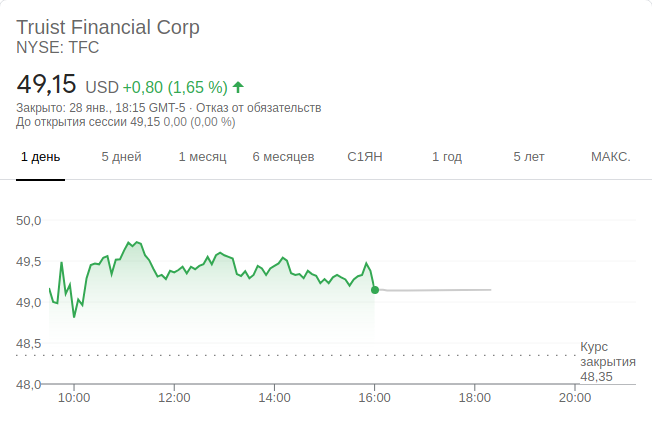 Truist Financial Corp
NYSE: TFC
49,15 USD +0,80 (1,65 %)
Закрыто: 28 янв., 18:15 GMT-5 · Отказ от обязательств
До открытия сессии 49,15 0,00 (0,00 %)
1 день 5 дней 1 месяц 6 месяцев С1ЯН 1 год 5 лет МАКС.
50,0
49,5
49,0
48,5
Курс
закрытия
48,35
48,0
10:00 12:00 14:00 16:00 18:00 20:00